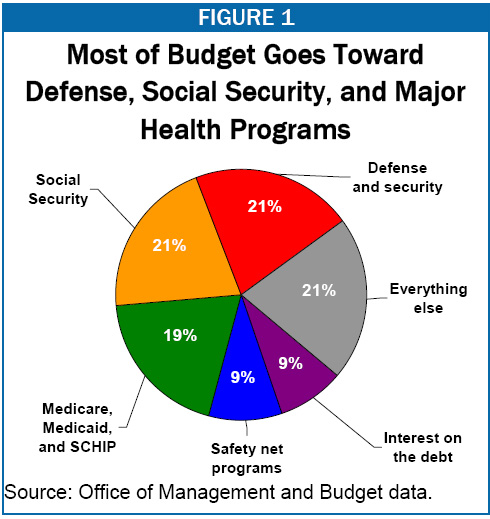 FIGURE 1
Most of Budget Goes Toward
Defense, Social Security, and Major
Health Programs
Social
Security
Defense
and security
21%
21%
21%
Everything
else
19%
9%
9%
Medicare,
Medicaid,
and SCHIP
Safety net
programs
Interest on
the debt
Source: Office of Management and Budget data.